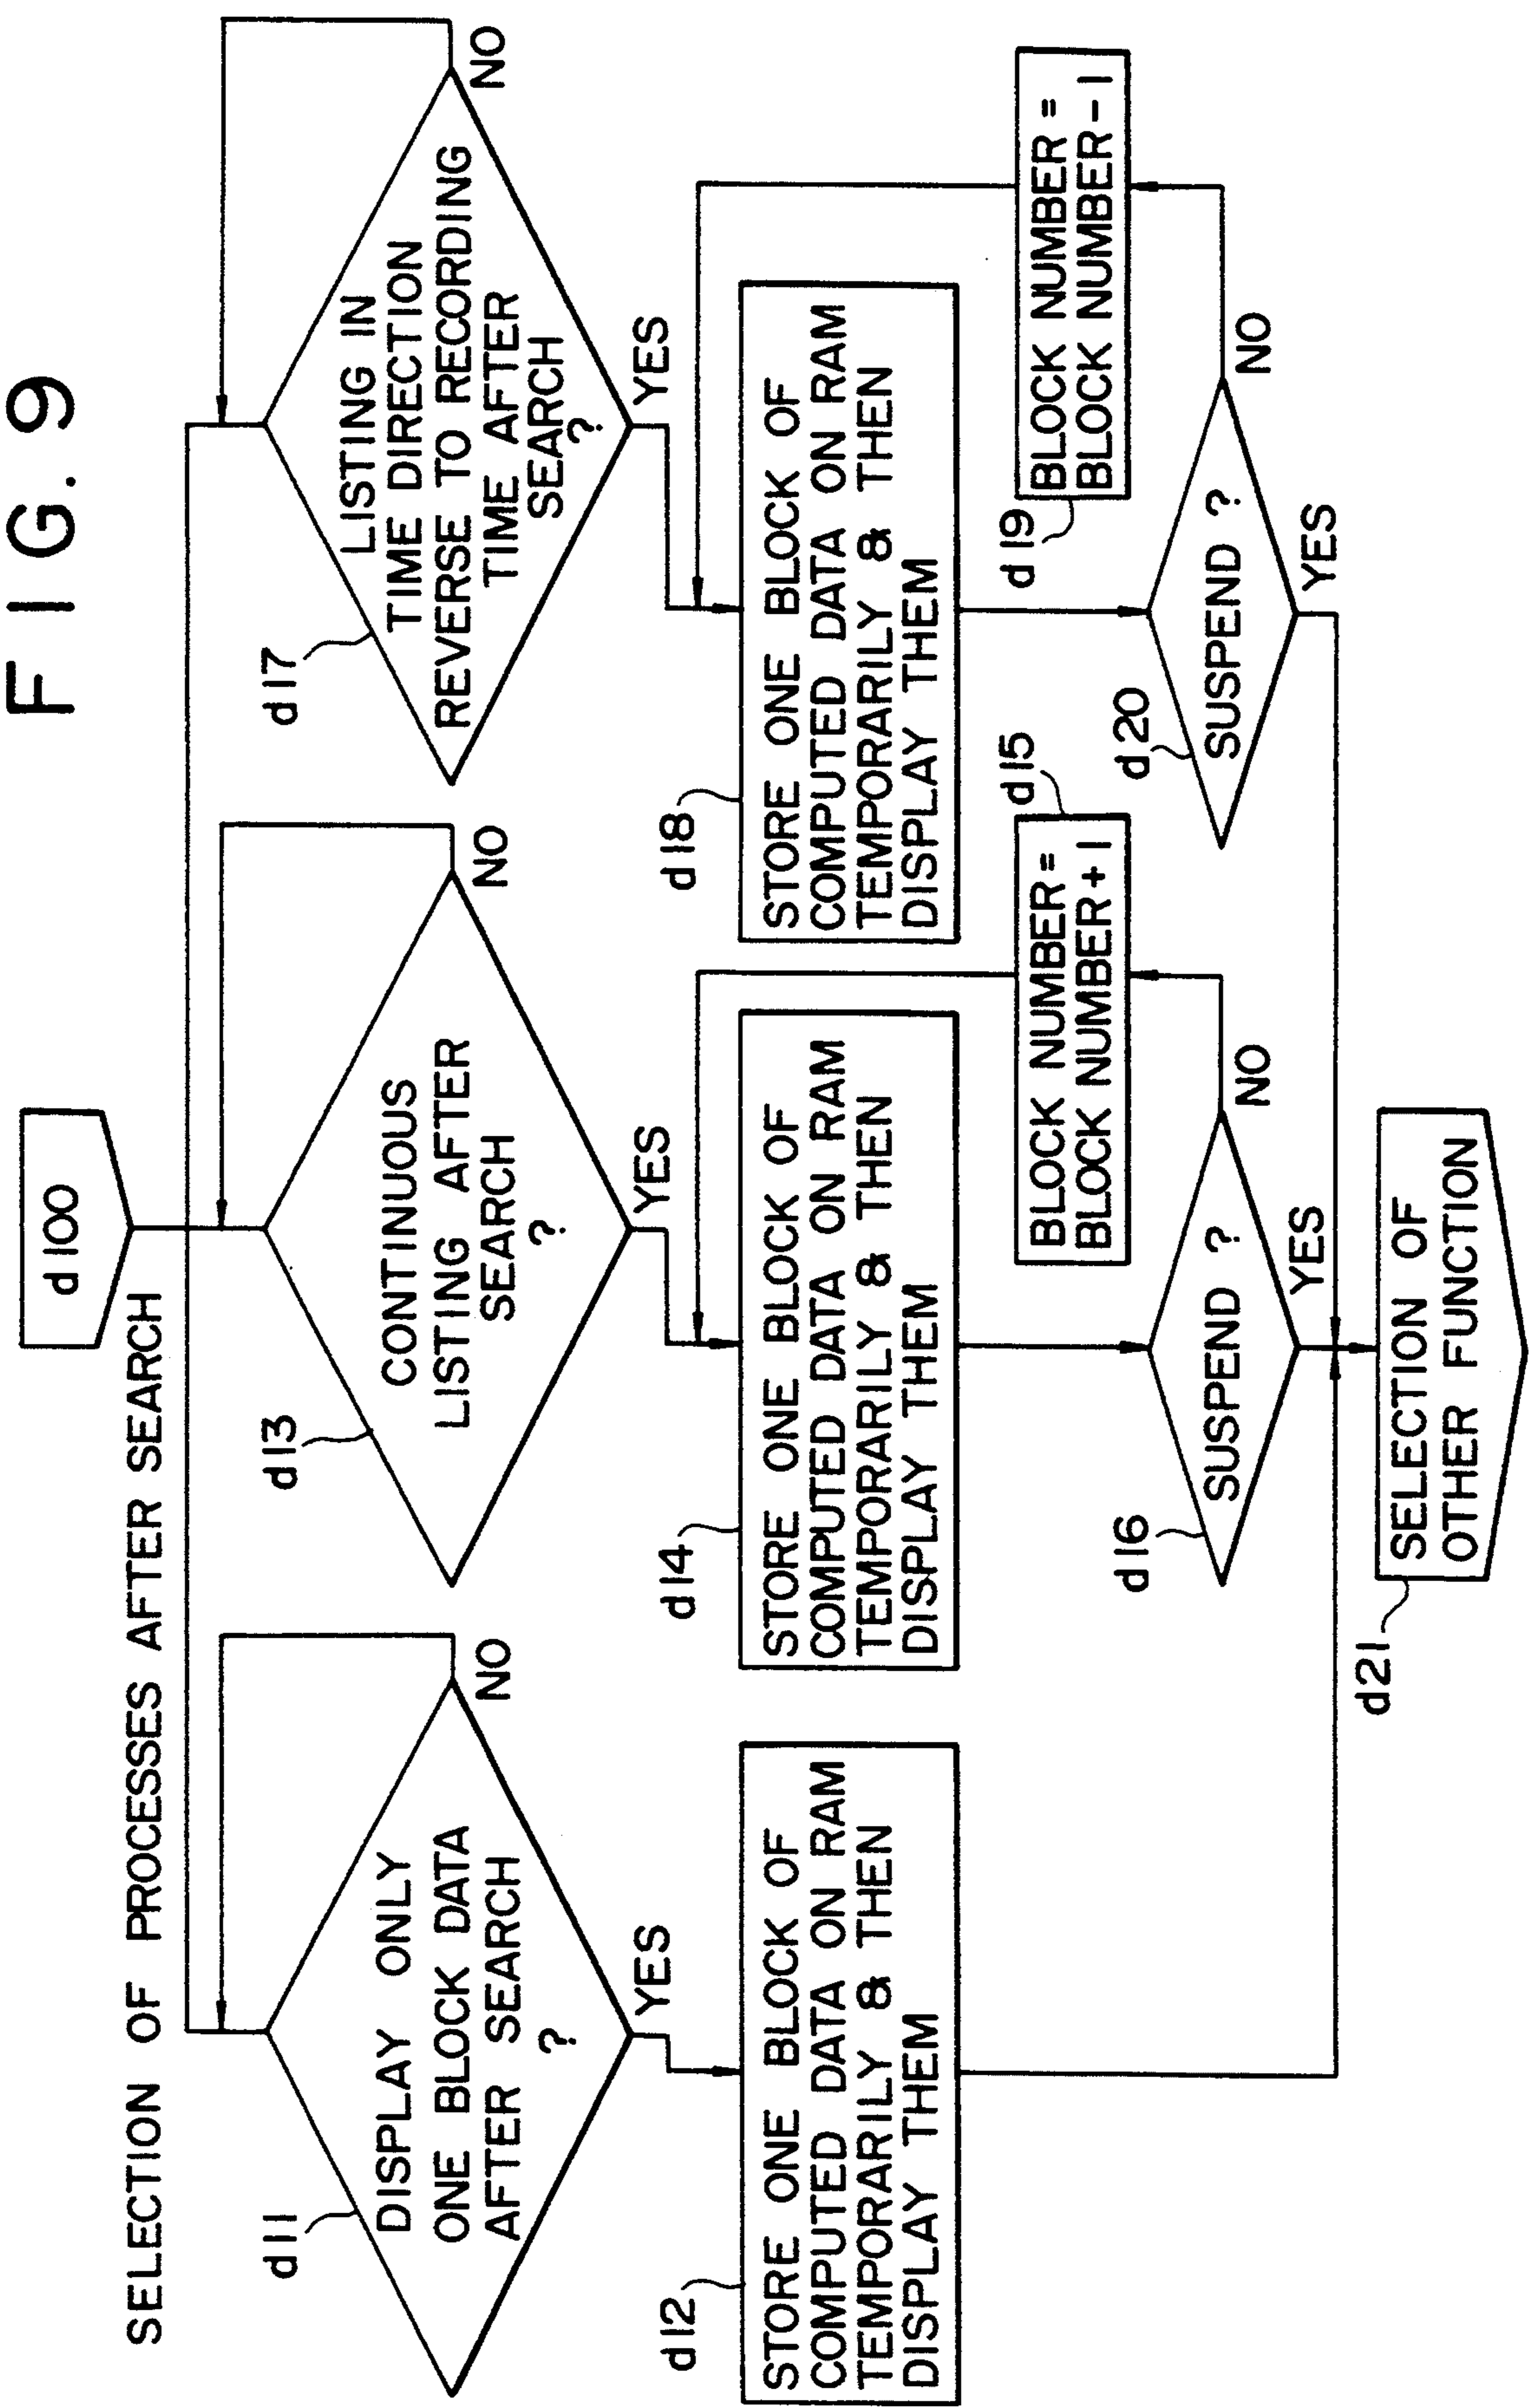 FIG. 9
d100
SELECTION OF PROCESSES AFTER SEARCH
d11
DISPLAY ONLY
ONE BLOCK DATA
AFTER SEARCH
?
NO
YES
d12
STORE ONE BLOCK OF
COMPUTED DATA ON RAM
TEMPORARILY & THEN
DISPLAY THEM
d13
CONTINUOUS
LISTING AFTER
SEARCH
?
NO
YES
d14
STORE ONE BLOCK OF
COMPUTED DATA ON RAM
TEMPORARILY & THEN
DISPLAY THEM
d15
BLOCK NUMBER =
BLOCK NUMBER + 1
d16
SUSPEND ?
NO
YES
d17
LISTING IN
TIME DIRECTION
REVERSE TO RECORDING
TIME AFTER
SEARCH
?
NO
YES
d18
STORE ONE BLOCK OF
COMPUTED DATA ON RAM
TEMPORARILY & THEN
DISPLAY THEM
d19
BLOCK NUMBER =
BLOCK NUMBER - 1
d20
SUSPEND ?
NO
YES
d21
SELECTION OF
OTHER FUNCTION